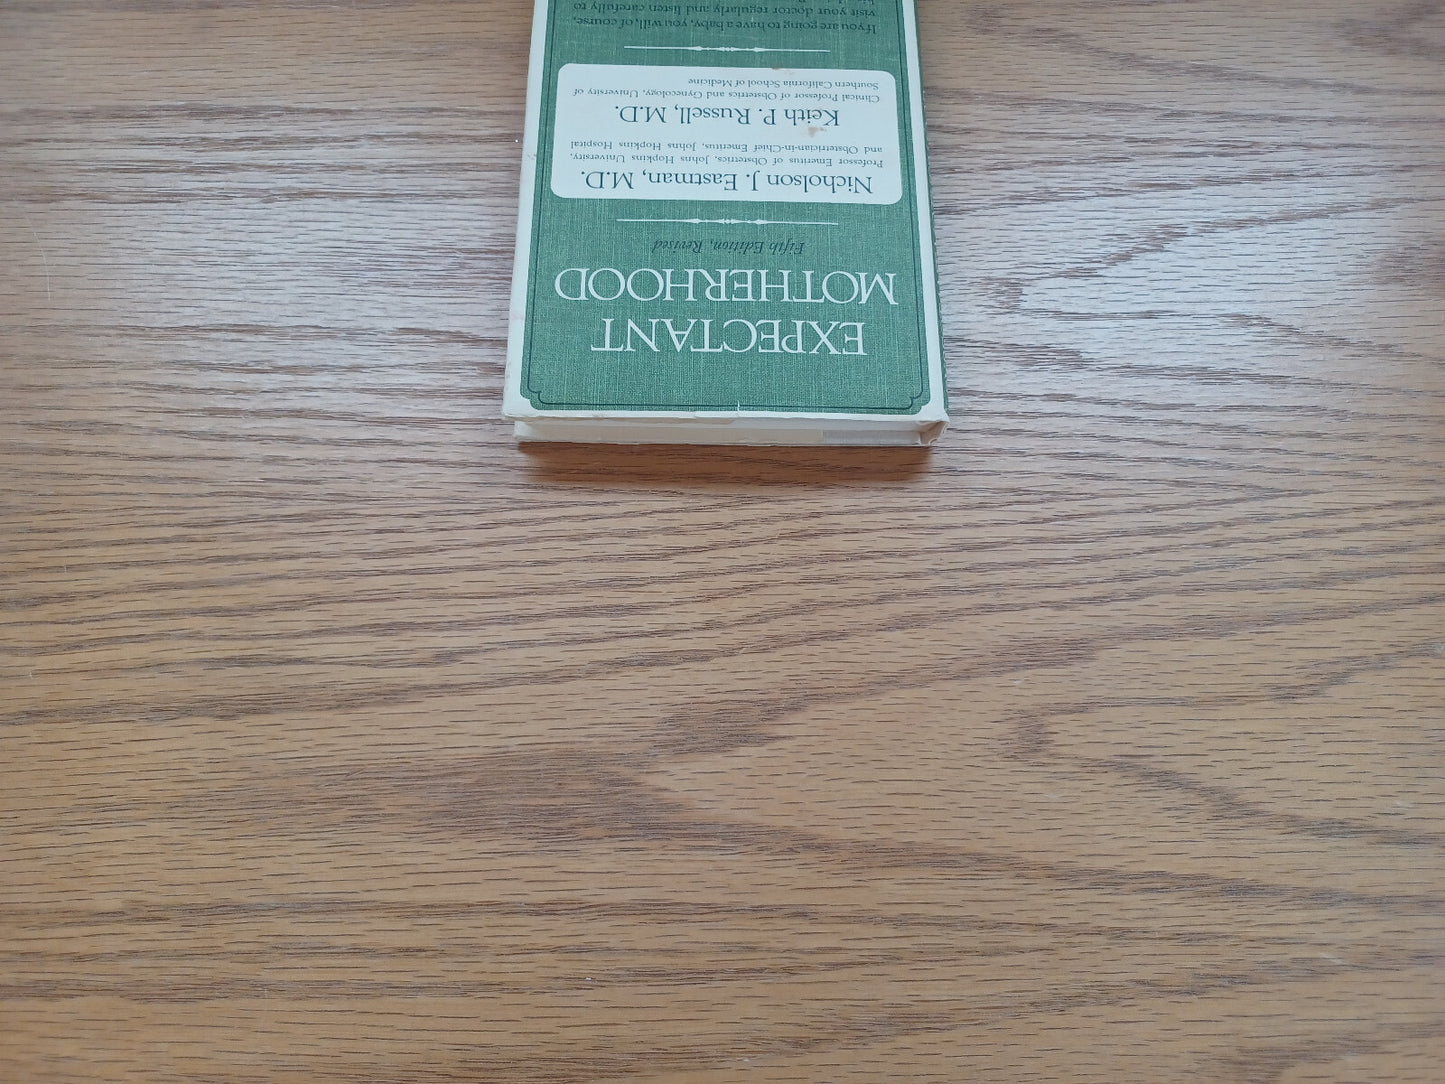 EXPECTANT
MOTHERHOOD
Fifth Edition, Revised
Nicholson J. Eastman, M.D.
Professor Emeritus of Obstetrics, Johns Hopkins University,
and Obstetrician-in-Chief Emeritus, Johns Hopkins Hospital
Keith P. Russell, M.D.
Clinical Professor of Obstetrics and Gynecology, University of
Southern California School of Medicine
If you are going to have a baby, you will, of course,
visit your doctor regularly and listen carefully to